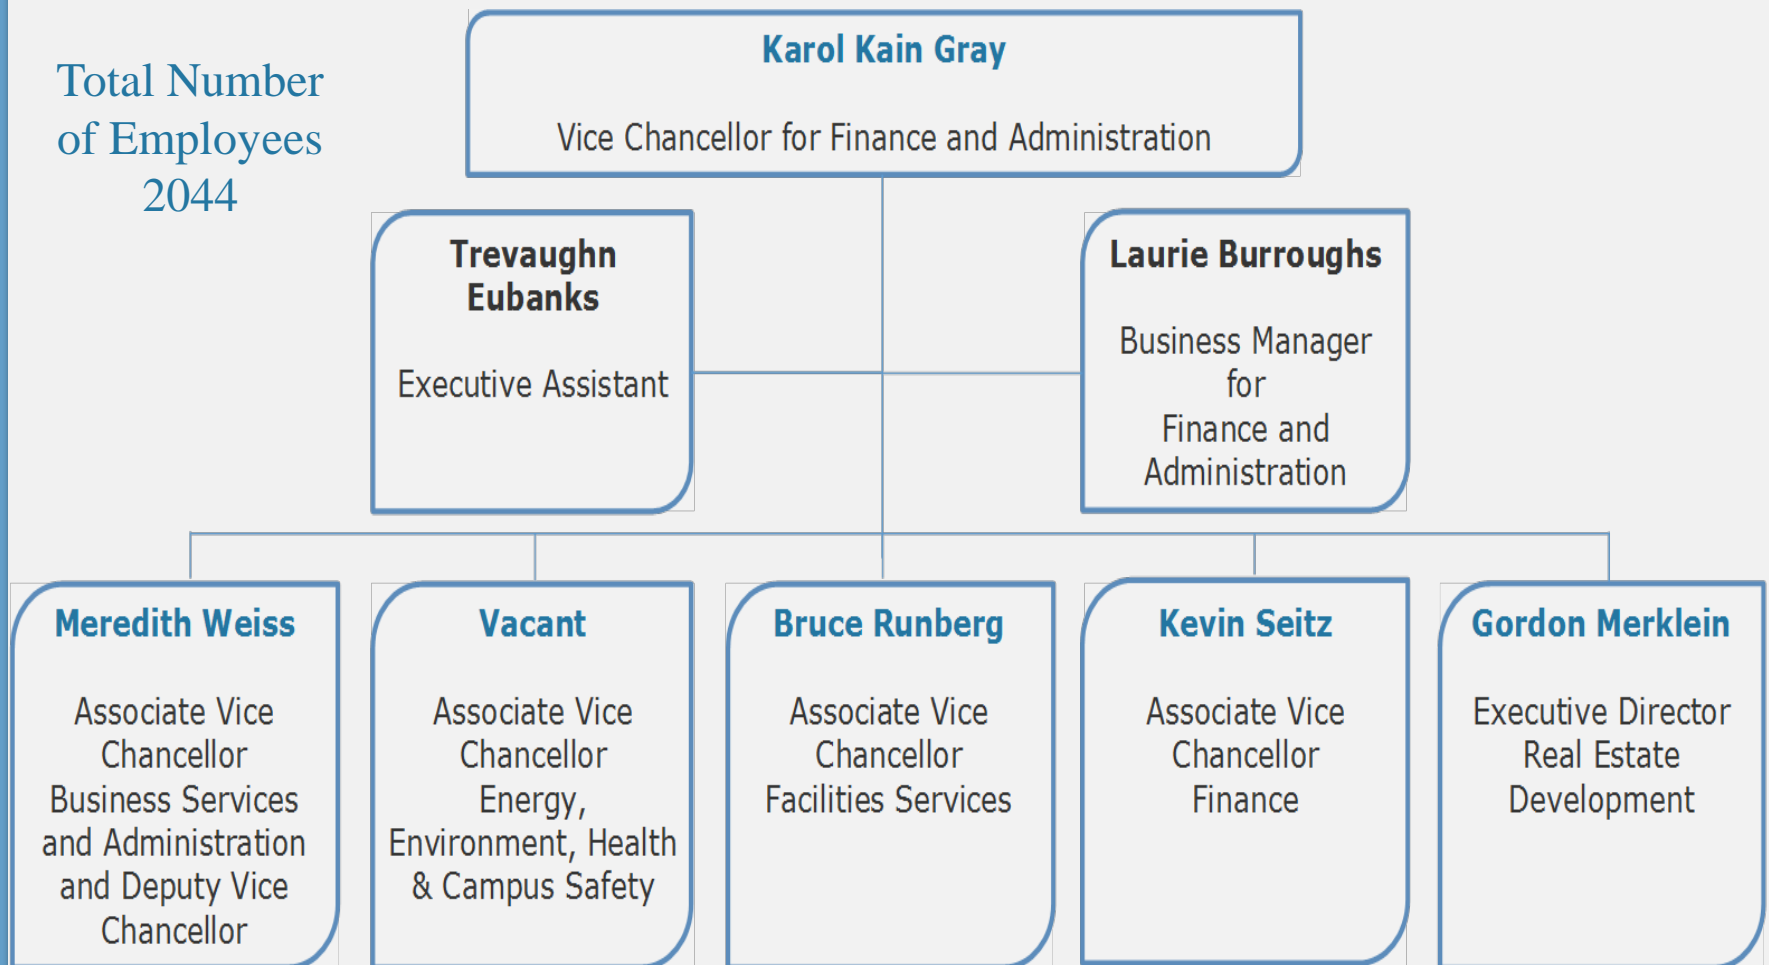 Total Number
of Employees
2044
Karol Kain Gray
Vice Chancellor for Finance and Administration
Trevaughn
Eubanks
Executive Assistant
Laurie Burroughs
Business Manager
for
Finance and
Administration
Meredith Weiss
Associate Vice
Chancellor
Business Services
and Administration
and Deputy Vice
Chancellor
Vacant
Associate Vice
Chancellor
Energy,
Environment, Health
& Campus Safety
Bruce Runberg
Associate Vice
Chancellor
Facilities Services
Kevin Seitz
Associate Vice
Chancellor
Finance
Gordon Merklein
Executive Director
Real Estate
Development